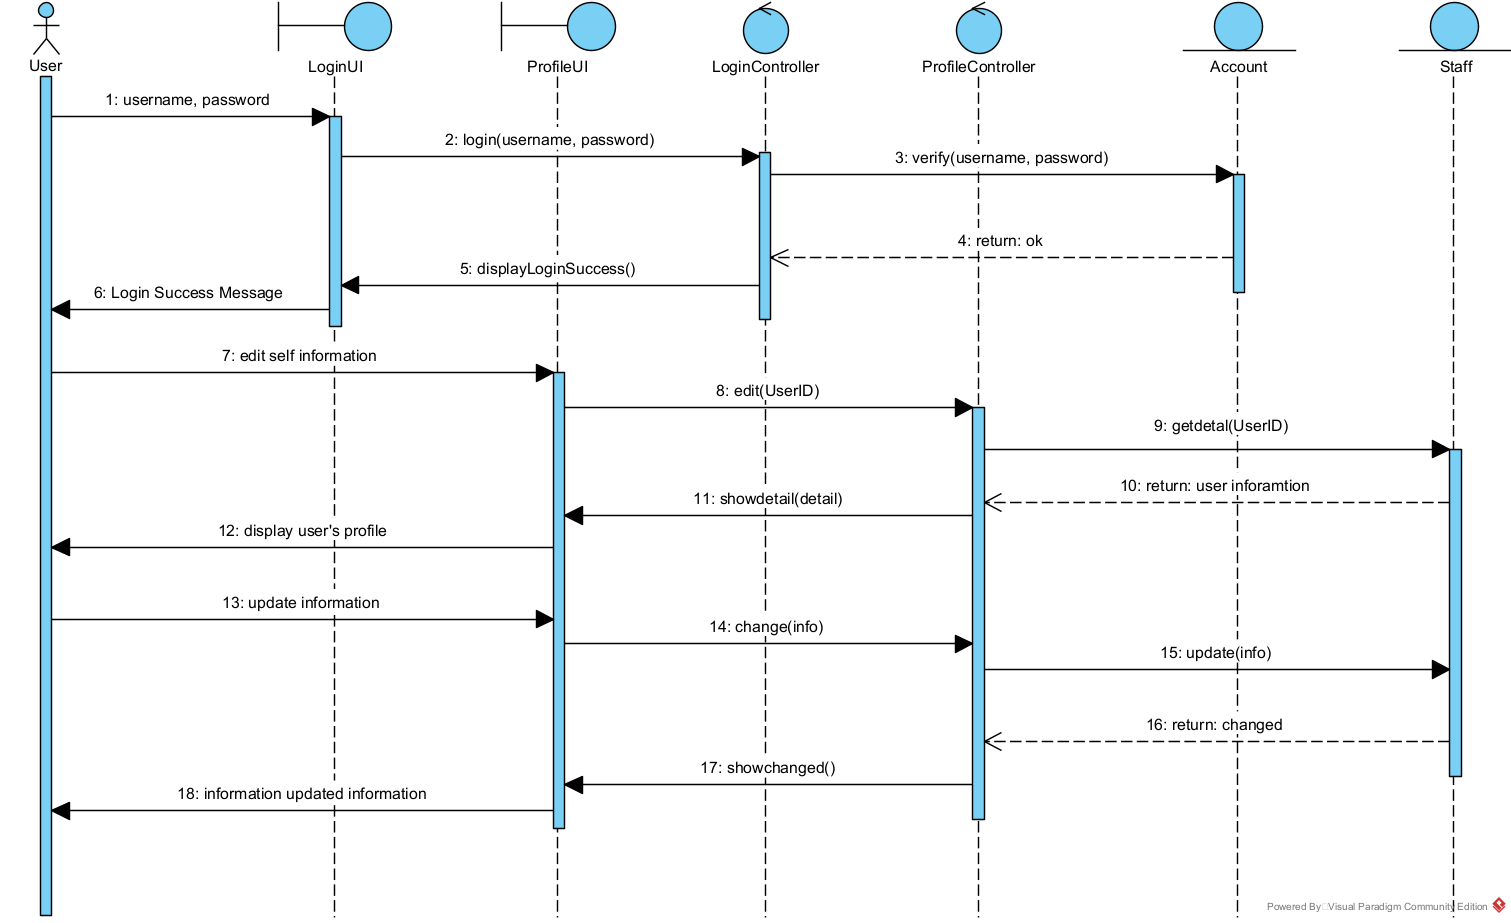 User
LoginUI
ProfileUI
LoginController
ProfileController
Account
Staff
1: username, password
2: login(username, password)
3: verify(username, password)
4: return: ok
5: displayLoginSuccess()
6: Login Success Message
7: edit self information
8: edit(UserID)
9: getdetal(UserID)
10: return: user inforamtion
11: showdetail(detail)
12: display user's profile
13: update information
14: change(info)
15: update(info)
16: return: changed
17: showchanged()
18: information updated information
Powered By□Visual Paradigm Community Edition